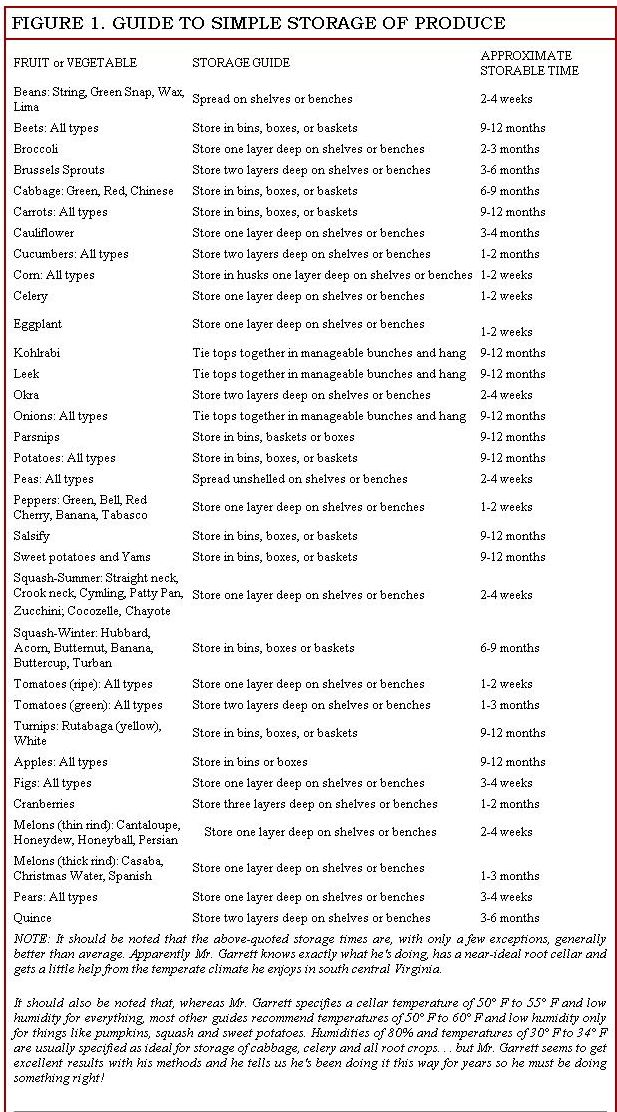 FIGURE 1. GUIDE TO SIMPLE STORAGE OF PRODUCE
FRUIT or VEGETABLE STORAGE GUIDE APPROXIMATE
STORABLE TIME
Beans: String, Green Snap, Wax,
Lima Spread on shelves or benches 2-4 weeks
Beets: All types Store in bins, boxes, or baskets 9-12 months
Broccoli Store one layer deep on shelves or benches 2-3 months
Brussels Sprouts Store two layers deep on shelves or benches 3-6 months
Cabbage: Green, Red, Chinese Store in bins, boxes, or baskets 6-9 months
Carrots: All types Store in bins, boxes, or baskets 9-12 months
Cauliflower Store one layer deep on shelves or benches 3-4 months
Cucumbers: All types Store two layers deep on shelves or benches 1-2 months
Corn: All types Store in husks one layer deep on shelves or benches 1-2 weeks
Celery Store one layer deep on shelves or benches 1-2 weeks
Eggplant Store one layer deep on shelves or benches 1-2 weeks
Kohlrabi Tie tops together in manageable bunches and hang 9-12 months
Leek Tie tops together in manageable bunches and hang 9-12 months
Okra Store two layers deep on shelves or benches 2-4 weeks
Onions: All types Tie tops together in manageable bunches and hang 9-12 months
Parsnips Store in bins, baskets or boxes 9-12 months
Potatoes: All types Store in bins, boxes, or baskets 9-12 months
Peas: All types Spread unshelled on shelves or benches 2-4 weeks
Peppers: Green, Bell, Red
Cherry, Banana, Tabasco Store one layer deep on shelves or benches 1-2 weeks
Salsify Store in bins, boxes, or baskets 9-12 months
Sweet potatoes and Yams Store in bins, boxes, or baskets 9-12 months
Squash-Summer: Straight neck,
Crook neck, Cymling, Patty Pan, Store one layer deep on shelves or benches 2-4 weeks
Zucchini; Cocozelle, Chayote
Squash-Winter: Hubbard,
Acorn, Butternut, Banana, Store in bins, boxes or baskets 6-9 months
Buttercup, Turban
Tomatoes (ripe): All types Store one layer deep on shelves or benches 1-2 weeks
Tomatoes (green): All types Store two layers deep on shelves or benches 1-3 months
Turnips: Rutabaga (yellow),
White Store in bins, boxes, or baskets 9-12 months
Apples: All types Store in bins or boxes 9-12 months
Figs: All types Store one layer deep on shelves or benches 3-4 weeks
Cranberries Store three layers deep on shelves or benches 1-2 months
Melons (thin rind): Cantaloupe,
Honeydew, Honeyball, Persian Store one layer deep on shelves or benches 2-4 weeks
Melons (thick rind): Casaba,
Christmas Water, Spanish Store one layer deep on shelves or benches 1-3 months
Pears: All types Store one layer deep on shelves or benches 3-4 weeks
Quince Store two layers deep on shelves or benches 3-6 months
NOTE: It should be noted that the above-quoted storage times are, with only a few exceptions, generally
better than average. Apparently Mr. Garrett knows exactly what he's doing, has a near-ideal root cellar and
gets a little help from the temperate climate he enjoys in south central Virginia.
It should also be noted that, whereas Mr. Garrett specifies a cellar temperature of 50° F to 55° F and low
humidity for everything, most other guides recommend temperatures of 50° F to 60° F and low humidity only
for things like pumpkins, squash and sweet potatoes. Humidities of 80% and temperatures of 30° F to 34° F
are usually specified as ideal for storage of cabbage, celery and all root crops. . . but Mr. Garrett seems to get
excellent results with his methods and he tells us he's been doing it this way for years so he must be doing
something right!